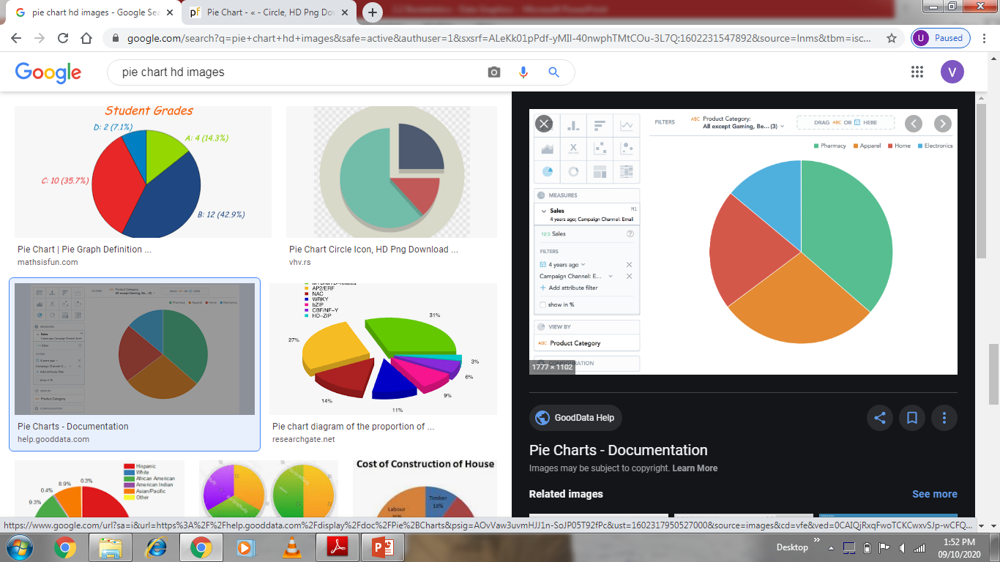 pie chart hd images - Google Sea
Pie Chart - « - Circle, HD Png Do
google.com/search?q=pie+chart+hd+images&safe=active&authuser=1&sxsrf=ALeKk01pPdf-yMIl-40nwphTMtCOu-3L7Q:1602231547892&source=lnms&tbm=isc...
U Paused
Google
pie chart hd images
V
Student Grades
D: 2 (7.1%)
A: 4 (14.3%)
C: 10 (35.7%)
B: 12 (42.9%)
Pie Chart | Pie Graph Definition ...
mathsisfun.com
Pie Chart Circle Icon, HD Png Download ...
vhv.rs
Pie Charts - Documentation
help.gooddata.com
AP2/ERF
NAC
WRKY
bZIP
CBF/NF-Y
HD-ZIP
31%
27%
3%
6%
9%
14%
11%
Pie chart diagram of the proportion of ...
researchgate.net
Hispanic
White
African American
American Indian
Asian/Pacific
Other
0.3%
8.9%
0.4%
9.3%
Cost of Construction of House
Timber
10%
Labour
FILTERS
ABC Product Category:
All except Gaming, Be... (3)
DRAG ABC OR HERE
Pharmacy Apparel Home Electronics
MEASURES
Sales M1
4 years ago; Campaign Channel: Email
123 Sales
FILTERS
4 years ago
Campaign Channel: E...
+ Add attribute filter
show in %
VIEW BY
ABC Product Category
CONFIGURATION
1777 × 1102
GoodData Help
Pie Charts - Documentation
Images may be subject to copyright. Learn More
Related images
See more
https://www.google.com/url?sa=i&url=https%3A%2F%2Fhelp.gooddata.com%2Fdisplay%2Fdoc%2FPie%2BCharts&psig=AOvVaw3uvmHJJ1n-SoJP05T92fPc&ust=1602317950527000&source=images&cd=vfe&ved=0CAIQjRxqFwoTCKCwxvSJp-wCFQ...
Desktop
1:52 PM
09/10/2020